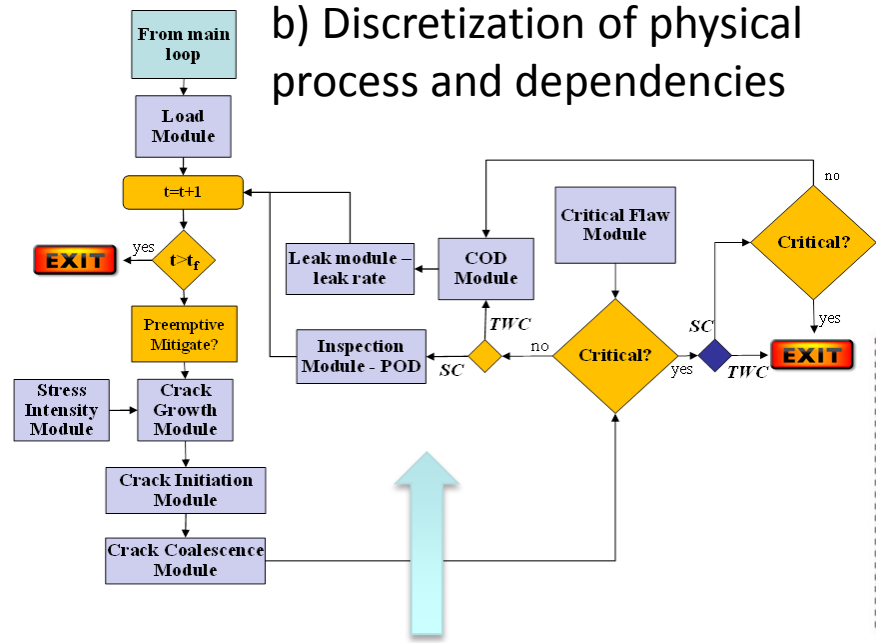 b) Discretization of physical
process and dependencies
From main
loop
Load
Module
t=t+1
t>tf
yes
EXIT
Preemptive
Mitigate?
Stress
Intensity
Module
Crack
Growth
Module
Crack Initiation
Module
Crack Coalescence
Module
Leak module –
leak rate
COD
Module
Inspection
Module - POD
TWC
SC
Critical Flaw
Module
no
Critical?
yes
SC
TWC
no
Critical?
yes
EXIT